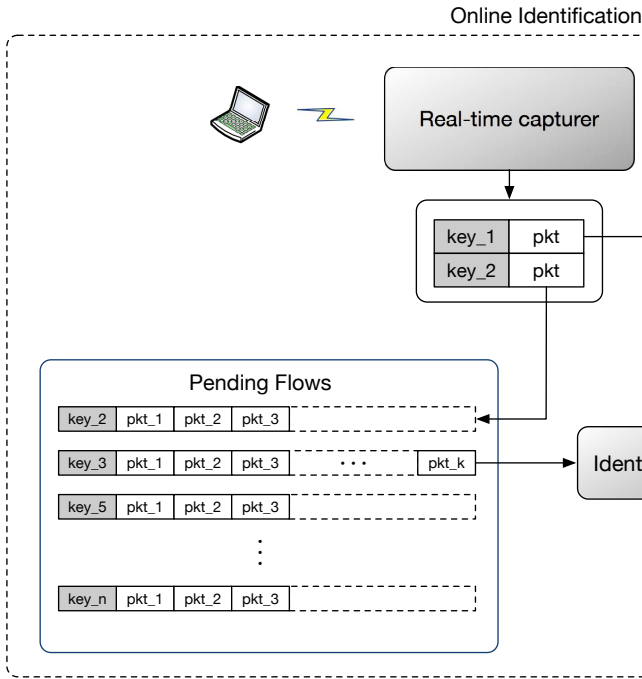 Online Identification
Real-time capturer
key_1 pkt
key_2 pkt
Pending Flows
key_2 pkt_1 pkt_2 pkt_3
key_3 pkt_1 pkt_2 pkt_3 ... pkt_k
Ident
key_5 pkt_1 pkt_2 pkt_3
key_n pkt_1 pkt_2 pkt_3